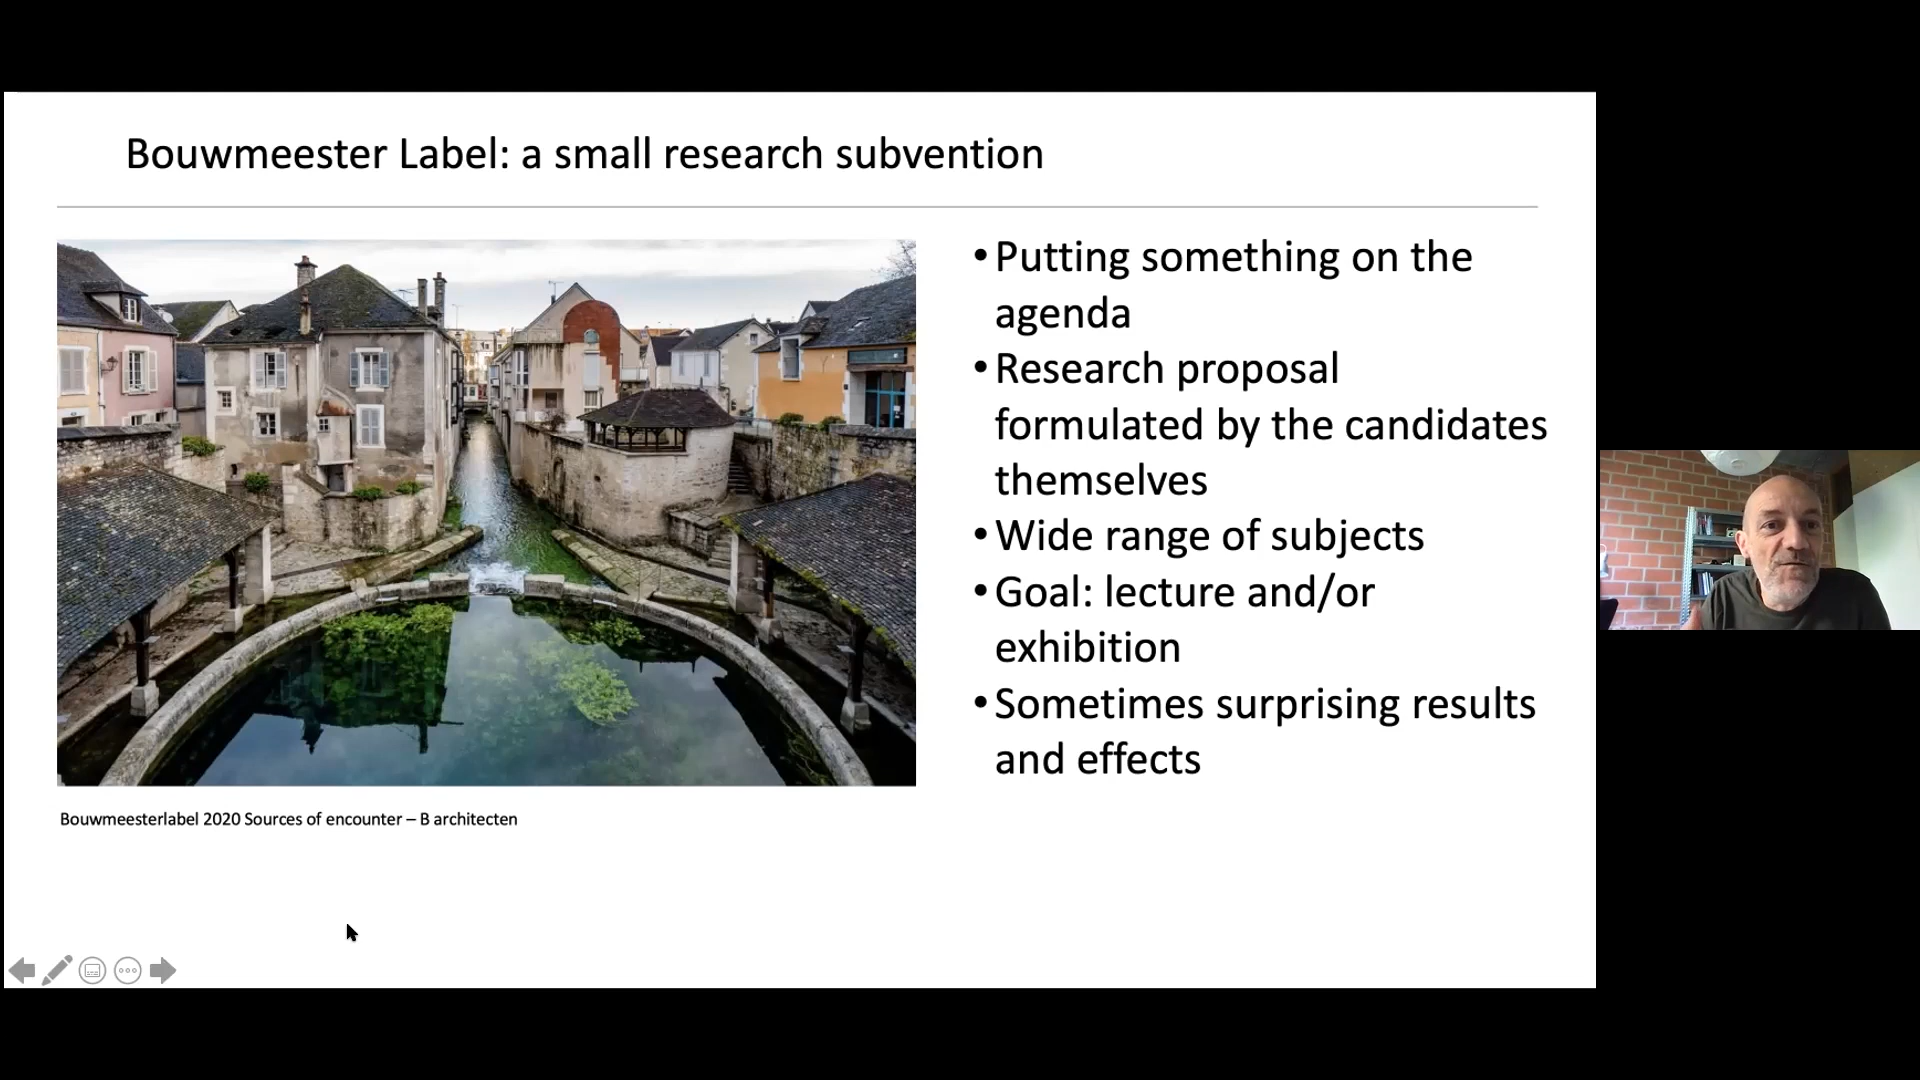 Bouwmeester Label: a small research subvention
• Putting something on the
agenda
• Research proposal
formulated by the candidates
themselves
• Wide range of subjects
• Goal: lecture and/or
exhibition
• Sometimes surprising results
and effects
Bouwmeesterlabel 2020 Sources of encounter – B architecten